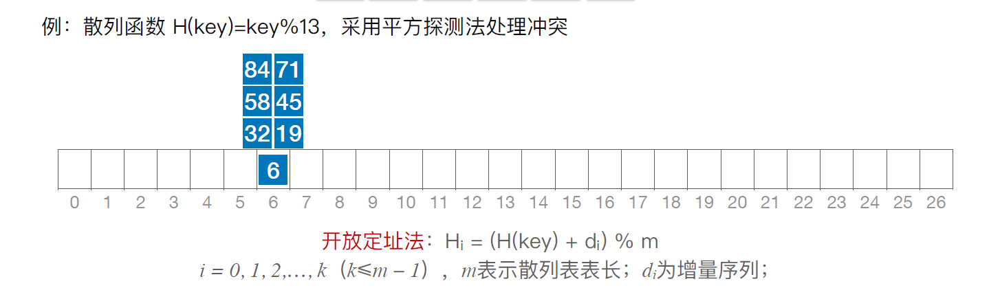 例：散列函数 H(key)=key%13，采用平方探测法处理冲突
84 71
58 45
32 19
6
0 1 2 3 4 5 6 7 8 9 10 11 12 13 14 15 16 17 18 19 20 21 22 23 24 25 26
开放定址法：Hᵢ = (H(key) + dᵢ) % m
i = 0, 1, 2,…, k（k≤m − 1），m表示散列表表长；dᵢ为增量序列；